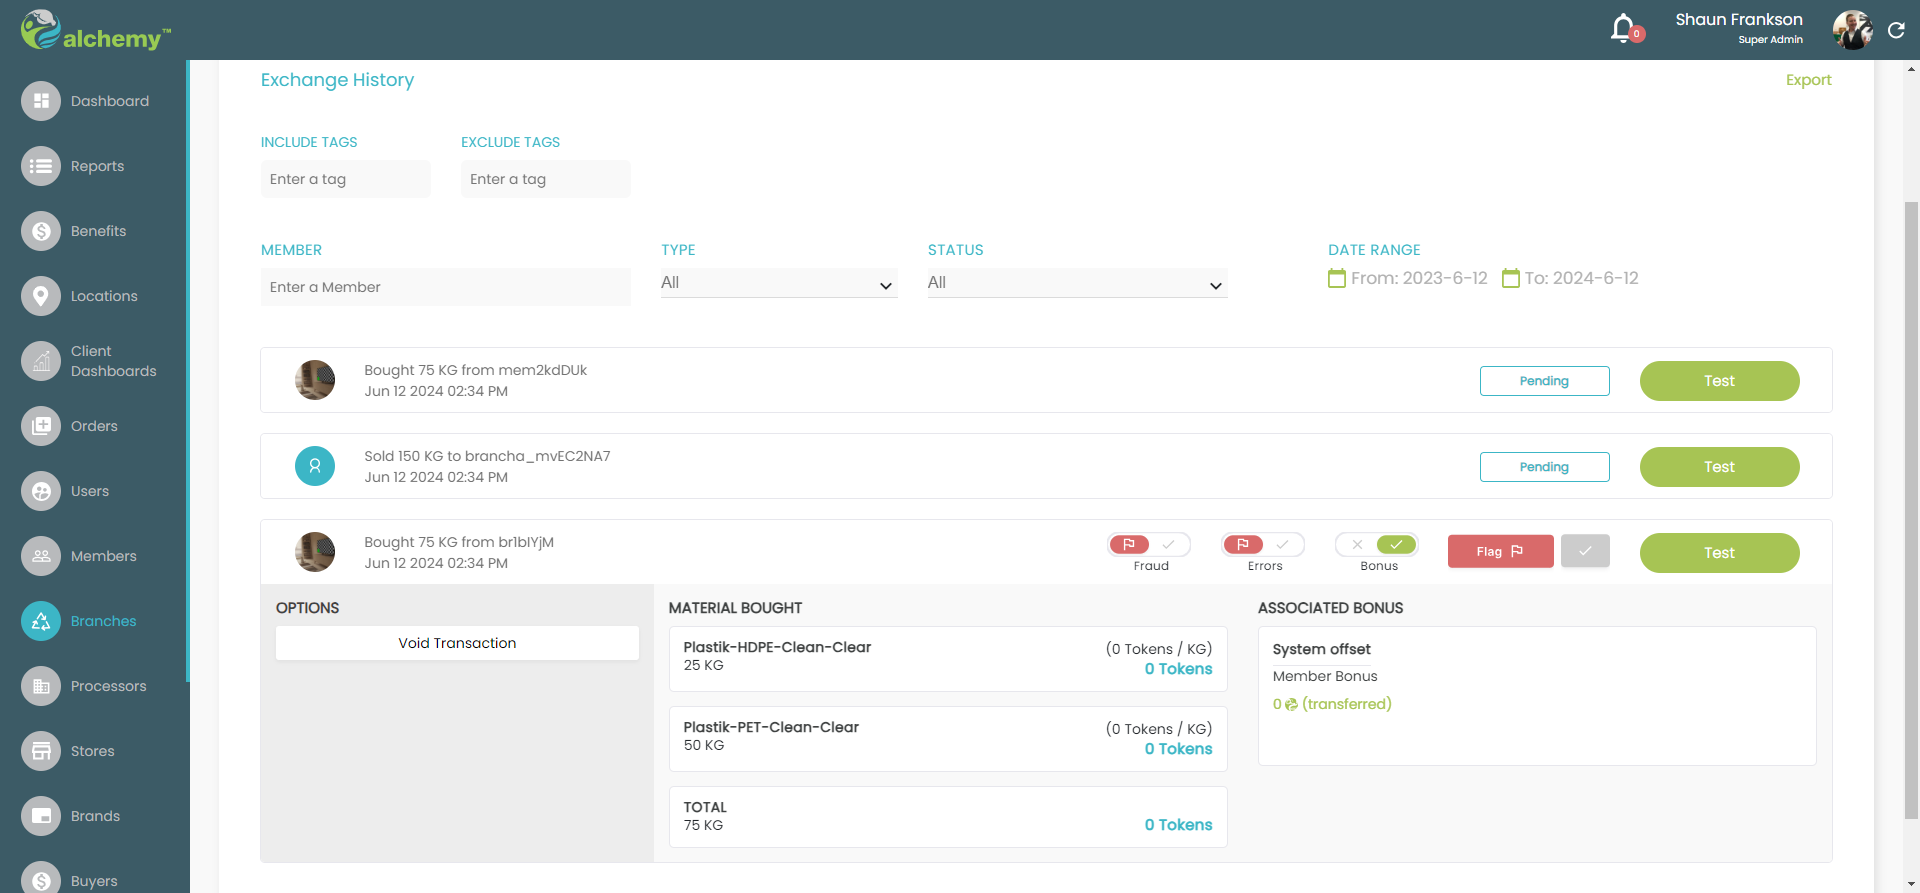 alchemy™
0
Shaun Frankson
Super Admin
Dashboard
Reports
Benefits
Locations
Client
Dashboards
Orders
Users
Members
Branches
Processors
Stores
Brands
Buyers
Exchange History
Export
INCLUDE TAGS
EXCLUDE TAGS
Enter a tag
Enter a tag
MEMBER
TYPE
STATUS
DATE RANGE
Enter a Member
All
All
From: 2023-6-12
To: 2024-6-12
Bought 75 KG from mem2kdDUk
Jun 12 2024 02:34 PM
Pending
Test
Sold 150 KG to brancha_mvEC2NA7
Jun 12 2024 02:34 PM
Pending
Test
Bought 75 KG from br1bIYjM
Jun 12 2024 02:34 PM
Fraud
Errors
Bonus
Flag
Test
OPTIONS
Void Transaction
MATERIAL BOUGHT
Plastik-HDPE-Clean-Clear
25 KG
(0 Tokens / KG)
0 Tokens
Plastik-PET-Clean-Clear
50 KG
(0 Tokens / KG)
0 Tokens
TOTAL
75 KG
0 Tokens
ASSOCIATED BONUS
System offset
Member Bonus
0 (transferred)